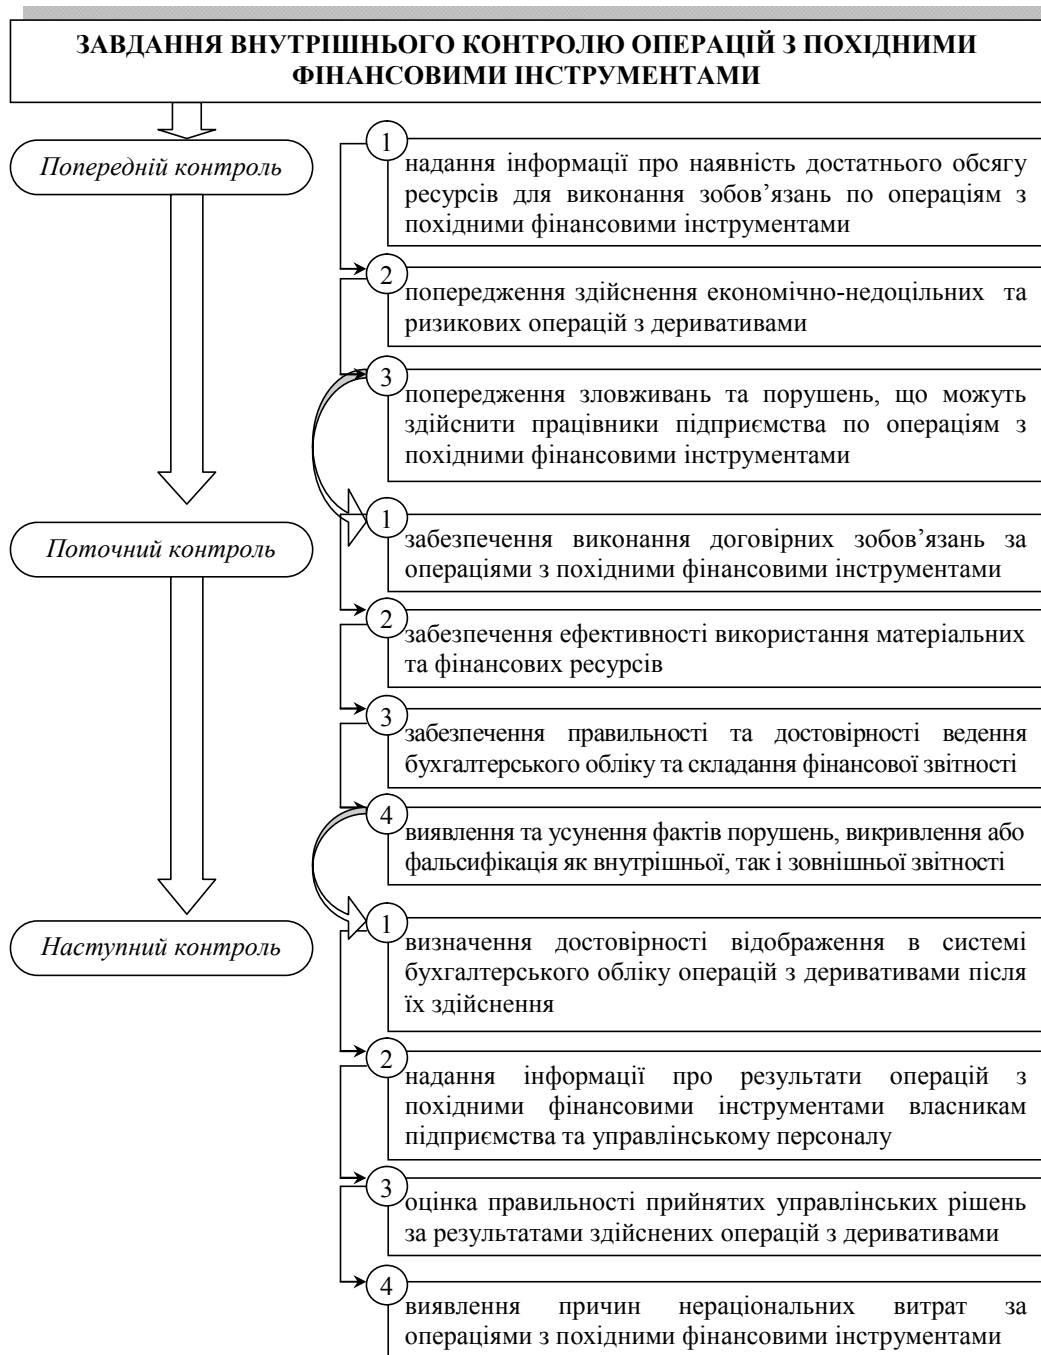 ЗАВДАННЯ ВНУТРІШНЬОГО КОНТРОЛЮ ОПЕРАЦІЙ З ПОХІДНИМИ
ФІНАНСОВИМИ ІНСТРУМЕНТАМИ
Попередній контроль
1
надання інформації про наявність достатнього обсягу
ресурсів для виконання зобов’язань по операціям з
похідними фінансовими інструментами
2
попередження здійснення економічно-недоцільних та
ризикових операцій з деривативами
3
попередження зловживань та порушень, що можуть
здійснити працівники підприємства по операціям з
похідними фінансовими інструментами
Поточний контроль
1
забезпечення виконання договірних зобов’язань за
операціями з похідними фінансовими інструментами
2
забезпечення ефективності використання матеріальних
та фінансових ресурсів
3
забезпечення правильності та достовірності ведення
бухгалтерського обліку та складання фінансової звітності
4
виявлення та усунення фактів порушень, викривлення або
фальсифікація як внутрішньої, так і зовнішньої звітності
Наступний контроль
1
визначення достовірності відображення в системі
бухгалтерського обліку операцій з деривативами після
їх здійснення
2
надання інформації про результати операцій з
похідними фінансовими інструментами власникам
підприємства та управлінському персоналу
3
оцінка правильності прийнятих управлінських рішень
за результатами здійснених операцій з деривативами
4
виявлення причин нераціональних витрат за
операціями з похідними фінансовими інструментами